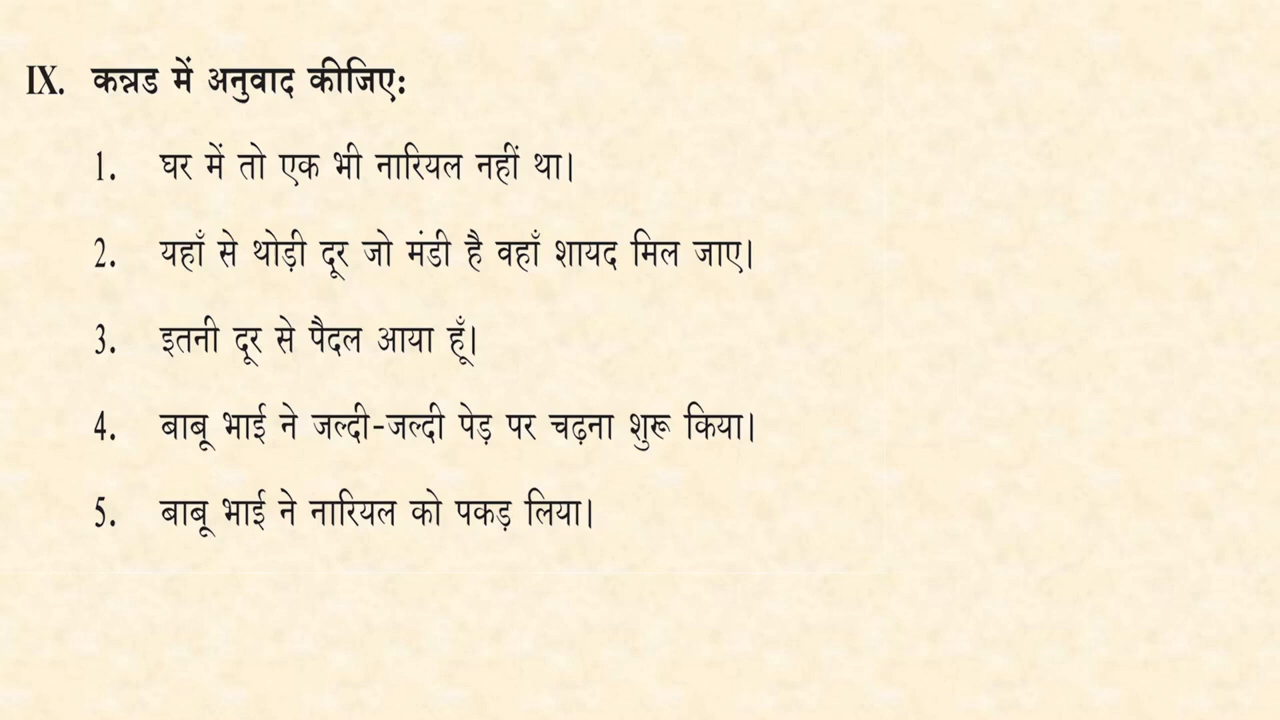 IX. कन्नड में अनुवाद कीजिए:
1. घर में तो एक भी नारियल नहीं था।
2. यहाँ से थोड़ी दूर जो मंडी है वहाँ शायद मिल जाए।
3. इतनी दूर से पैदल आया हूँ।
4. बाबू भाई ने जल्दी-जल्दी पेड़ पर चढ़ना शुरू किया।
5. बाबू भाई ने नारियल को पकड़ लिया।